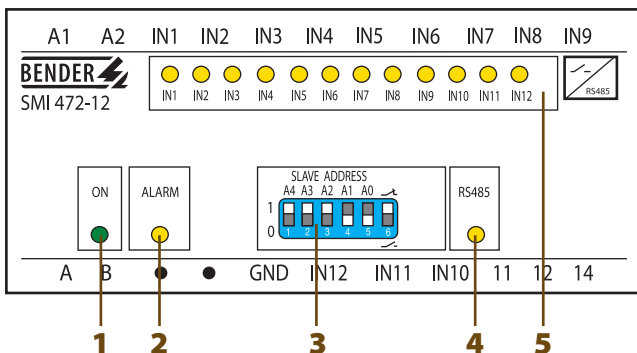 A1 A2 IN1 IN2 IN3 IN4 IN5 IN6 IN7 IN8 IN9
BENDER
SMI 472-12
IN1 IN2 IN3 IN4 IN5 IN6 IN7 IN8 IN9 IN10 IN11 IN12
RS485
ON
ALARM
SLAVE ADDRESS
A4 A3 A2 A1 A0
1
0
1 2 3 4 5 6
RS485
A B GND IN12 IN11 IN10 11 12 14
1 2 3 4 5